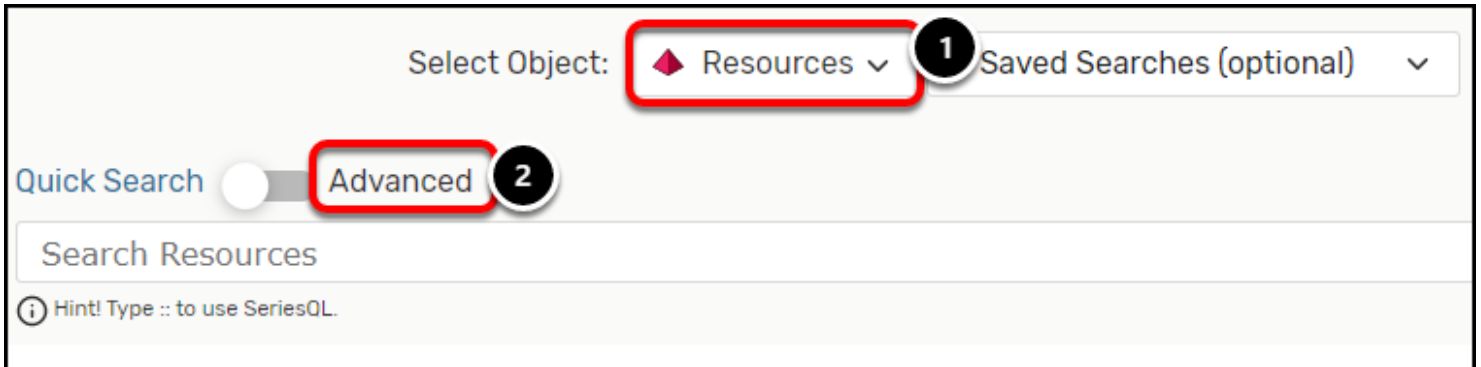 Select Object: Resources 1 Saved Searches (optional)
Quick Search Advanced 2
Search Resources
Hint! Type :: to use SeriesQL.